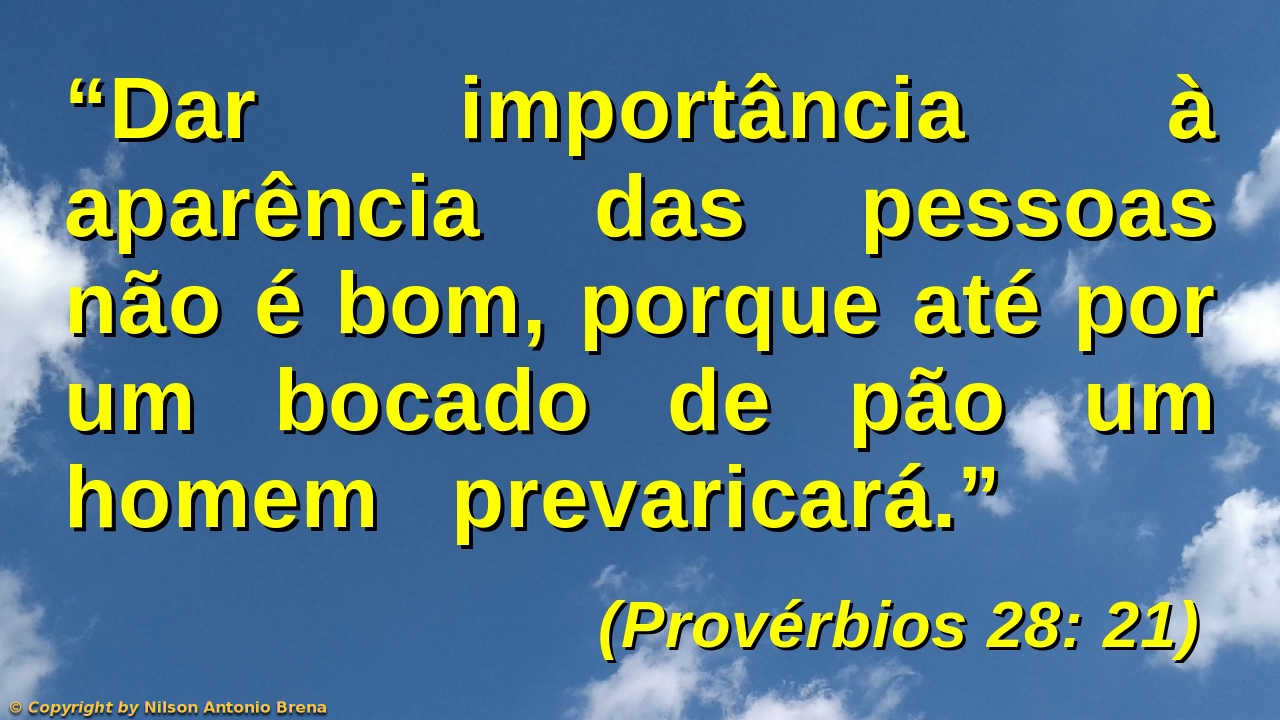 “Dar importância à
aparência das pessoas
não é bom, porque até por
um bocado de pão um
homem prevaricará.”
(Provérbios 28: 21)
© Copyright by Nilson Antonio Brena